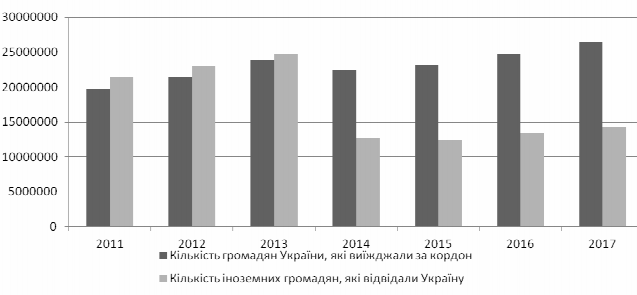 30000000
25000000
20000000
15000000
10000000
5000000
0
2011 2012 2013 2014 2015 2016 2017
Кількість громадян України, які виїжджали за кордон
Кількість іноземних громадян, які відвідали Україну